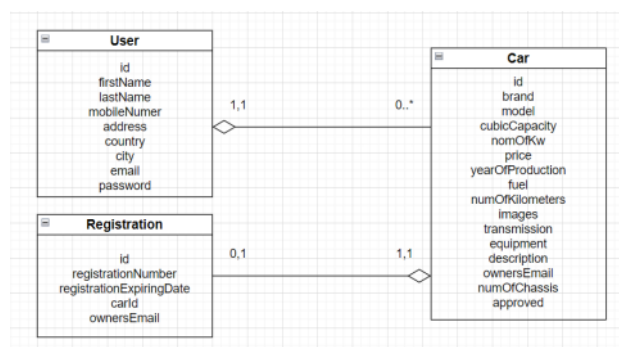 User
id
firstName
lastName
mobileNumer
address
country
city
email
password
1,1
0..*
Car
id
brand
model
cubicCapacity
nomOfKw
price
yearOfProduction
fuel
numOfKilometers
images
transmission
equipment
description
ownersEmail
numOfChassis
approved
Registration
id
registrationNumber
registrationExpiringDate
carId
ownersEmail
0,1
1,1